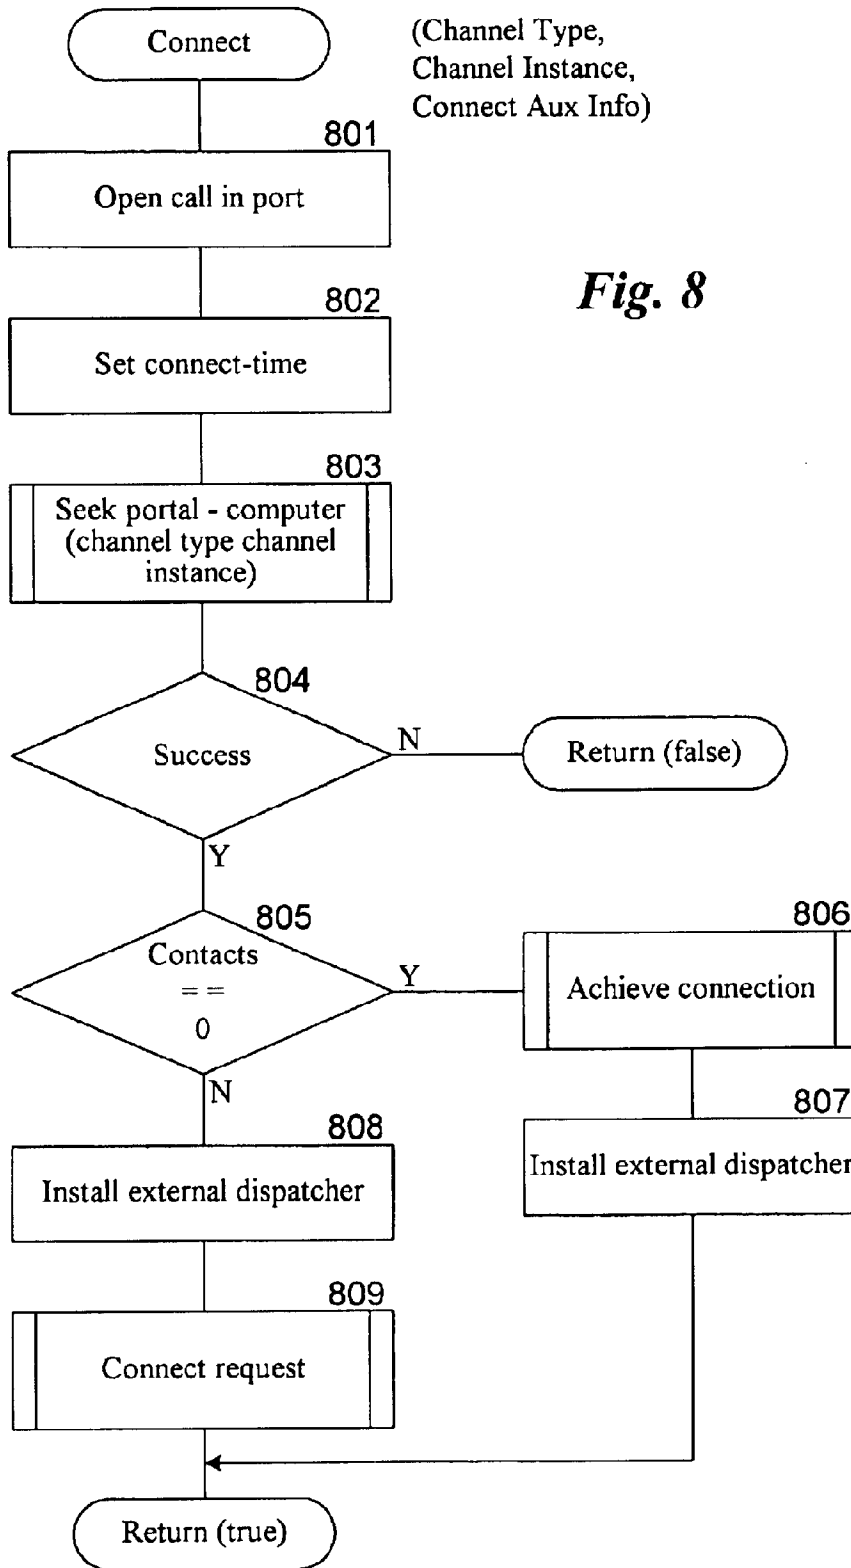 Connect
(Channel Type,
Channel Instance,
Connect Aux Info)
801
Open call in port
Fig. 8
802
Set connect-time
803
Seek portal - computer
(channel type channel
instance)
804
Success
N
Return (false)
Y
805
Contacts
= =
0
Y
806
Achieve connection
N
807
Install external dispatcher
808
Install external dispatcher
809
Connect request
Return (true)